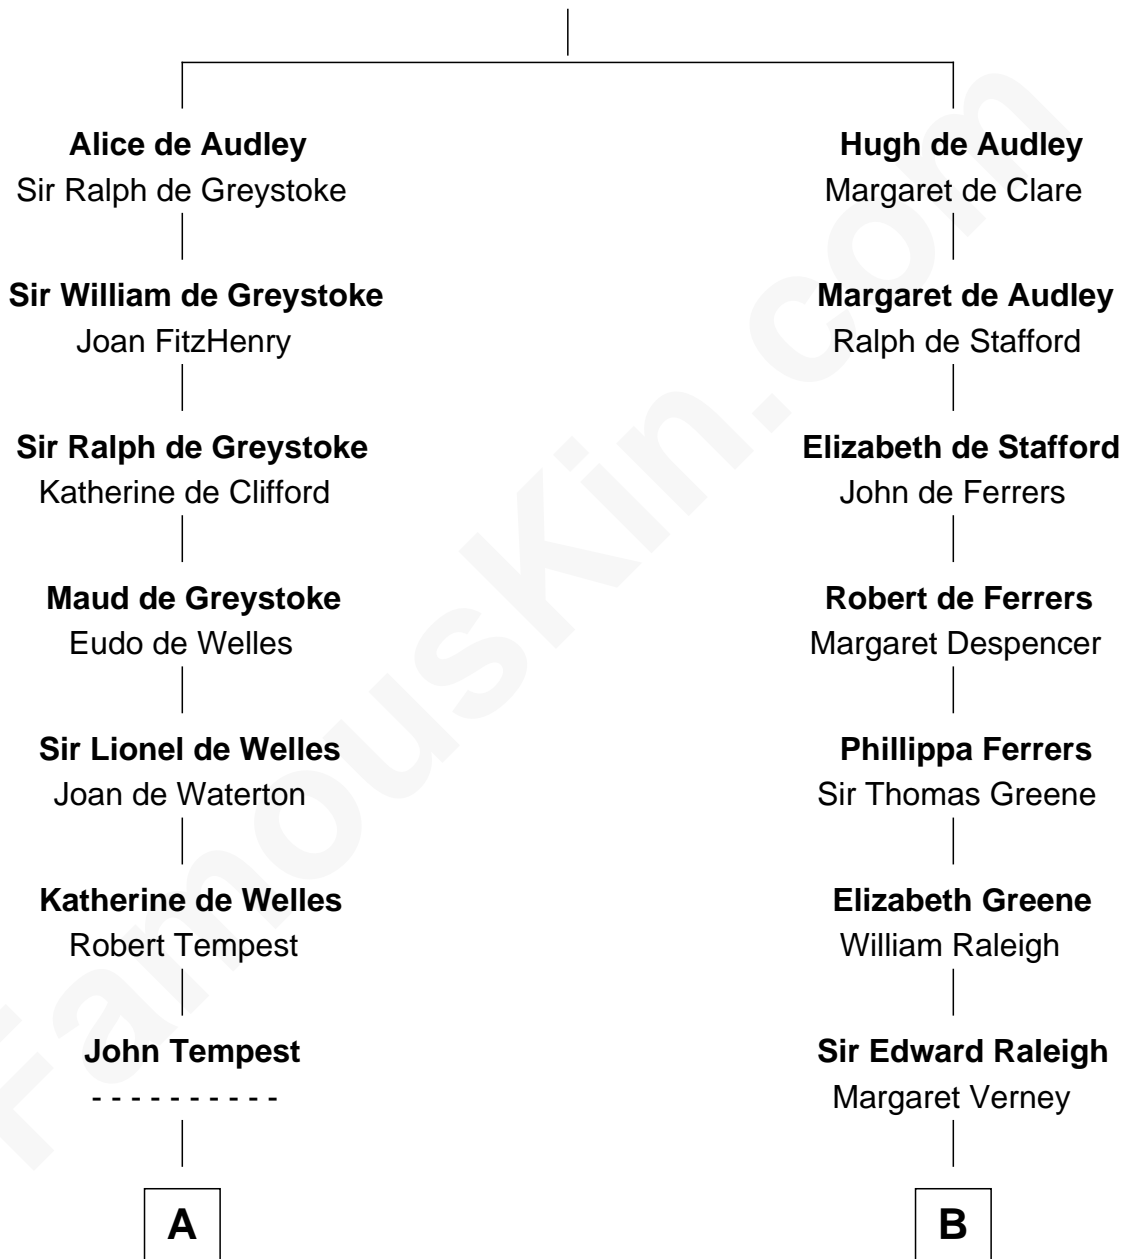 Alice de Audley
Sir Ralph de Greystoke
Hugh de Audley
Margaret de Clare
Sir William de Greystoke
Joan FitzHenry
Margaret de Audley
Ralph de Stafford
Sir Ralph de Greystoke
Katherine de Clifford
Elizabeth de Stafford
John de Ferrers
Maud de Greystoke
Eudo de Welles
Robert de Ferrers
Margaret Despencer
Sir Lionel de Welles
Joan de Waterton
Phillippa Ferrers
Sir Thomas Greene
Katherine de Welles
Robert Tempest
Elizabeth Greene
William Raleigh
John Tempest
- - - - - - - - - -
Sir Edward Raleigh
Margaret Verney
A
B
FamousKin.com